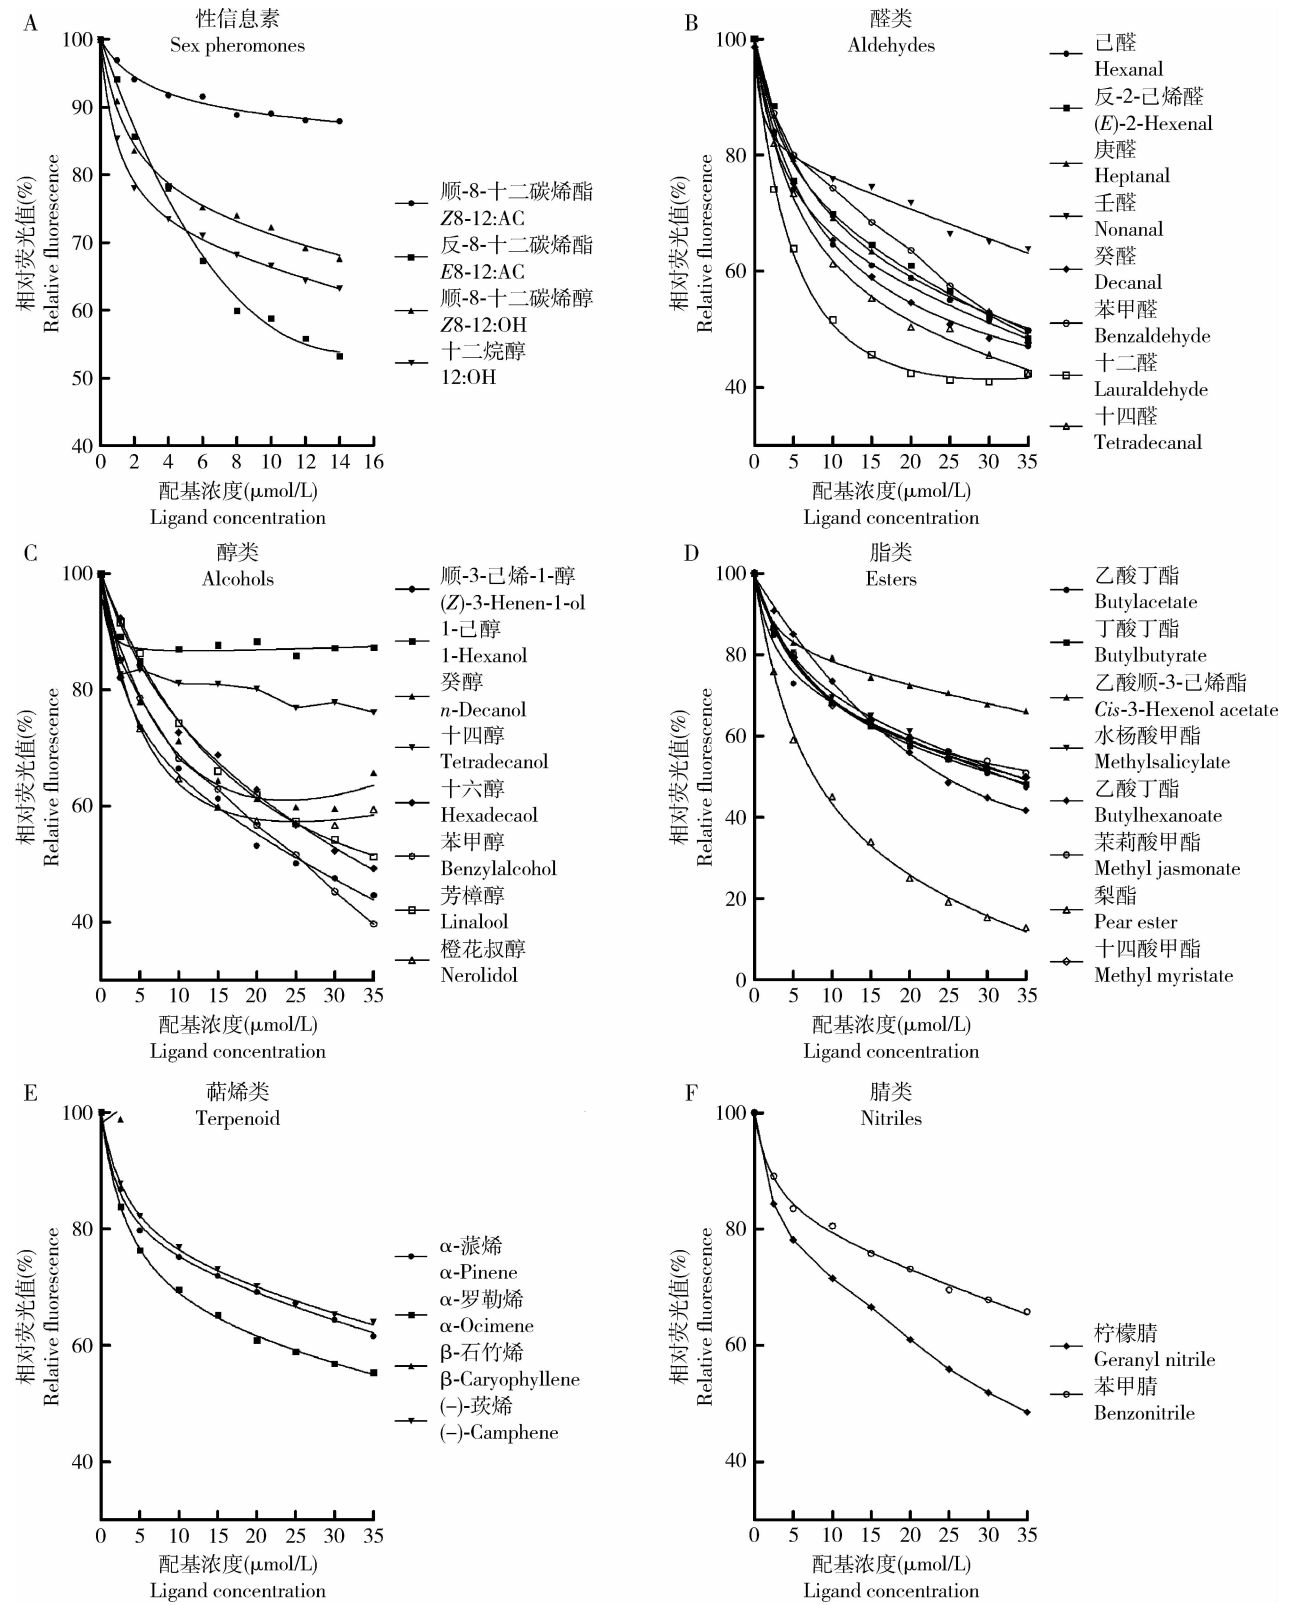 A
性信息素
Sex pheromones
100
90
80
70
60
50
40
相对荧光值(%)
Relative fluorescence
0 2 4 6 8 10 12 14 16
配基浓度(μmol/L)
Ligand concentration
顺-8-十二碳烯酯
Z8-12:AC
反-8-十二碳烯酯
E8-12:AC
顺-8-十二碳烯醇
Z8-12:OH
十二烷醇
12:OH
B
醛类
Aldehydes
100
80
60
40
相对荧光值(%)
Relative fluorescence
0 5 10 15 20 25 30 35
配基浓度(μmol/L)
Ligand concentration
己醛
Hexanal
反-2-己烯醛
(E)-2-Hexenal
庚醛
Heptanal
壬醛
Nonanal
癸醛
Decanal
苯甲醛
Benzaldehyde
十二醛
Lauraldehyde
十四醛
Tetradecanal
C
醇类
Alcohols
100
80
60
40
相对荧光值(%)
Relative fluorescence
0 5 10 15 20 25 30 35
配基浓度(μmol/L)
Ligand concentration
顺-3-己烯-1-醇
(Z)-3-Henen-1-ol
1-己醇
1-Hexanol
癸醇
n-Decanol
十四醇
Tetradecanol
十六醇
Hexadecaol
苯甲醇
Benzylalcohol
芳樟醇
Linalool
橙花叔醇
Nerolidol
D
脂类
Esters
100
80
60
40
20
0
相对荧光值(%)
Relative fluorescence
0 5 10 15 20 25 30 35
配基浓度(μmol/L)
Ligand concentration
乙酸丁酯
Butylacetate
丁酸丁酯
Butylbutyrate
乙酸顺-3-己烯酯
Cis-3-Hexenol acetate
水杨酸甲酯
Methylsalicylate
乙酸丁酯
Butylhexanoate
茉莉酸甲酯
Methyl jasmonate
梨酯
Pear ester
十四酸甲酯
Methyl myristate
E
萜烯类
Terpenoid
100
80
60
40
相对荧光值(%)
Relative fluorescence
0 5 10 15 20 25 30 35
配基浓度(μmol/L)
Ligand concentration
α-蒎烯
α-Pinene
α-罗勒烯
α-Ocimene
β-石竹烯
β-Caryophyllene
(–)-莰烯
(–)-Camphene
F
腈类
Nitriles
100
80
60
40
相对荧光值(%)
Relative fluorescence
0 5 10 15 20 25 30 35
配基浓度(μmol/L)
Ligand concentration
柠檬腈
Geranyl nitrile
苯甲腈
Benzonitrile